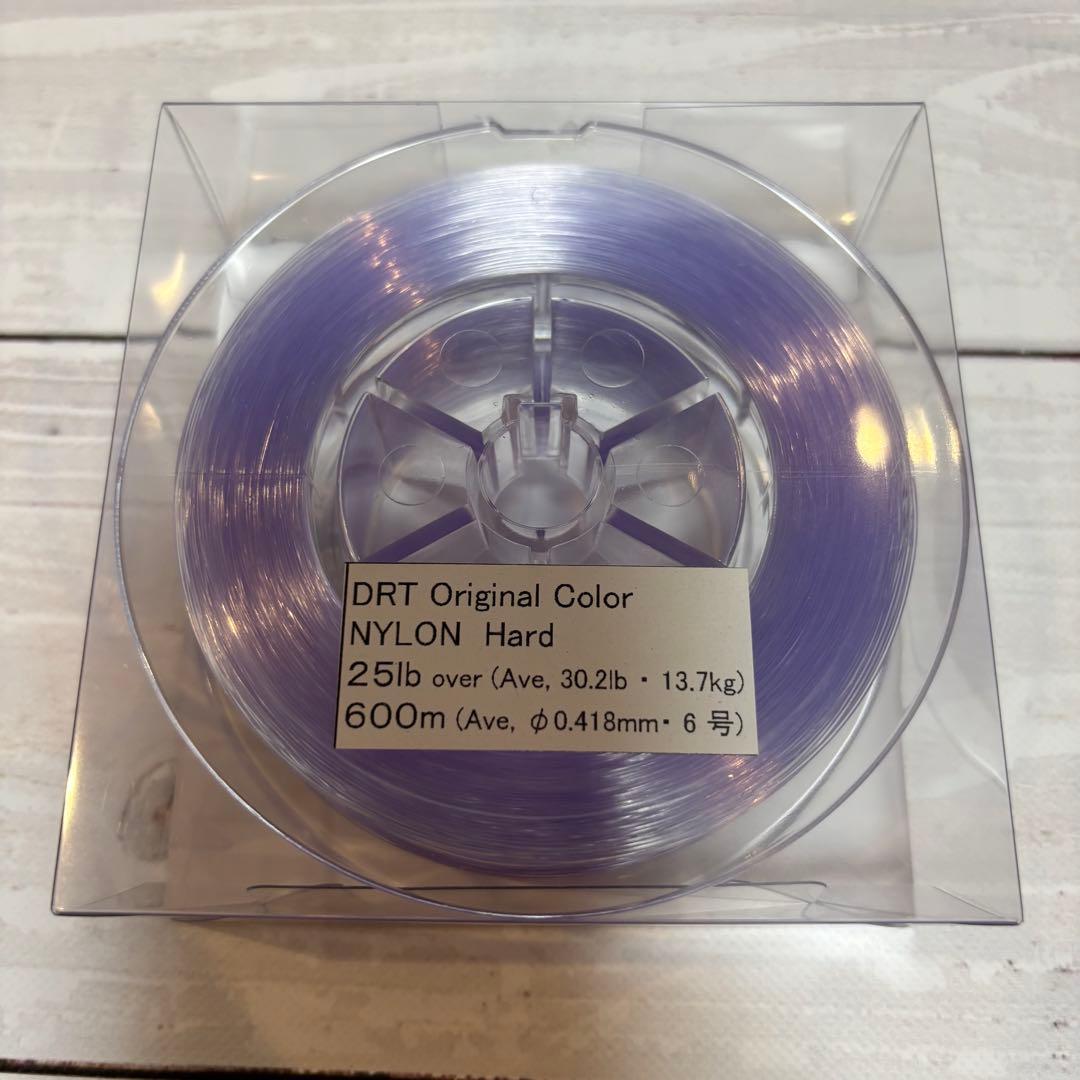 DRT Original Color
NYLON Hard
25lb over (Ave, 30.2lb・13.7kg)
600m (Ave, φ0.418mm・6 号)